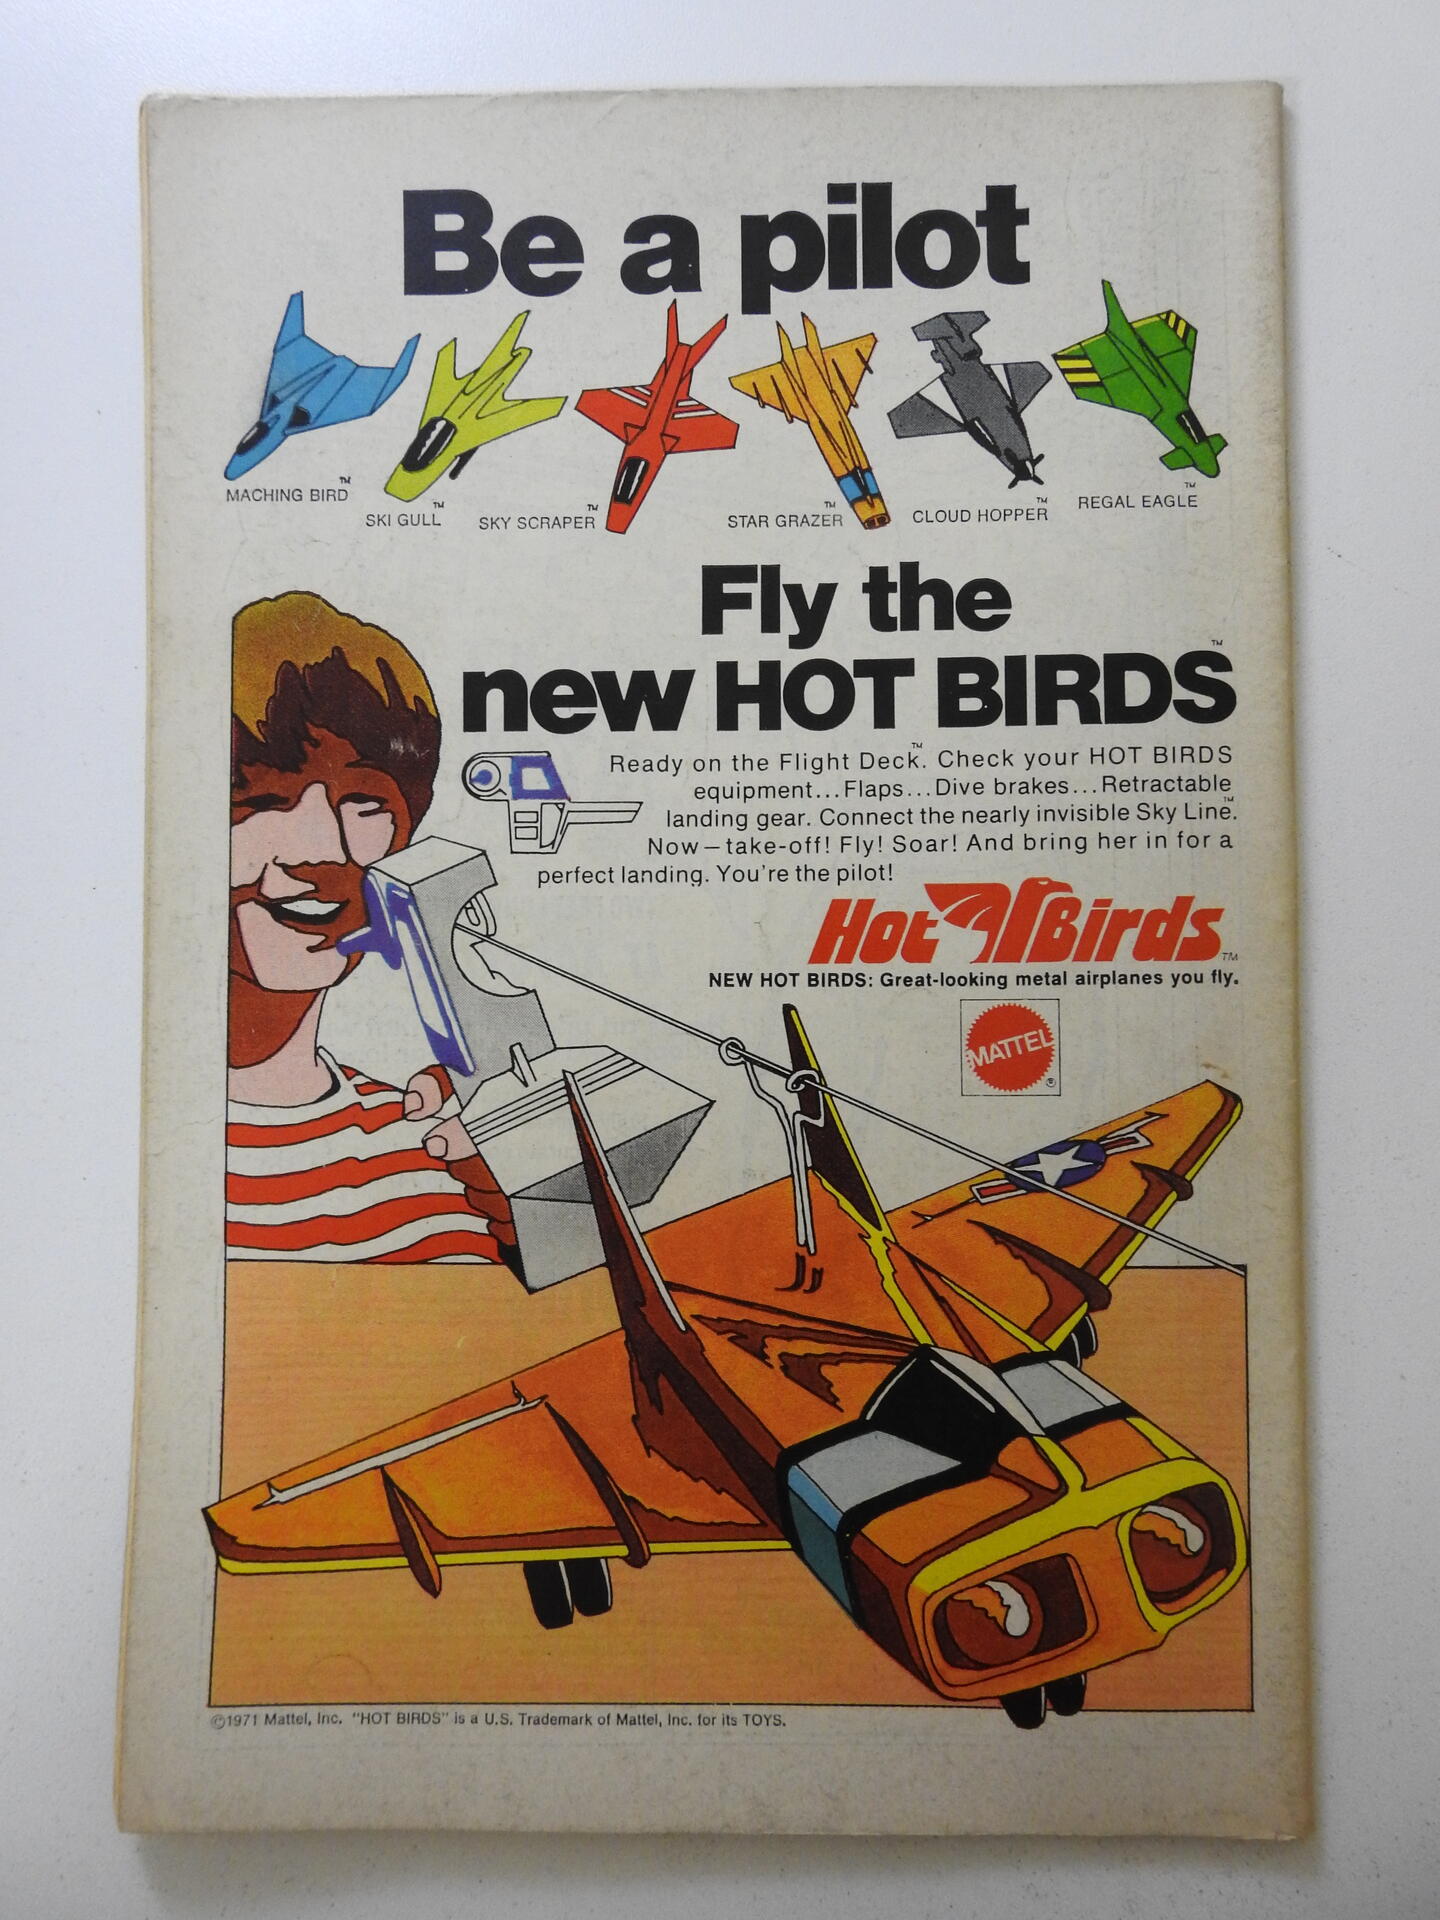 Be a pilot
MACHING BIRD™
SKI GULL™
SKY SCRAPER™
STAR GRAZER™
CLOUD HOPPER™
REGAL EAGLE™
Fly the
new HOT BIRDS™
Ready on the Flight Deck™. Check your HOT BIRDS
equipment...Flaps...Dive brakes...Retractable
landing gear. Connect the nearly invisible Sky Line™.
Now—take-off! Fly! Soar! And bring her in for a
perfect landing. You're the pilot!
Hot Birds™
NEW HOT BIRDS: Great-looking metal airplanes you fly.
MATTEL®
©1971 Mattel, Inc. "HOT BIRDS" is a U.S. Trademark of Mattel, Inc. for its TOYS.